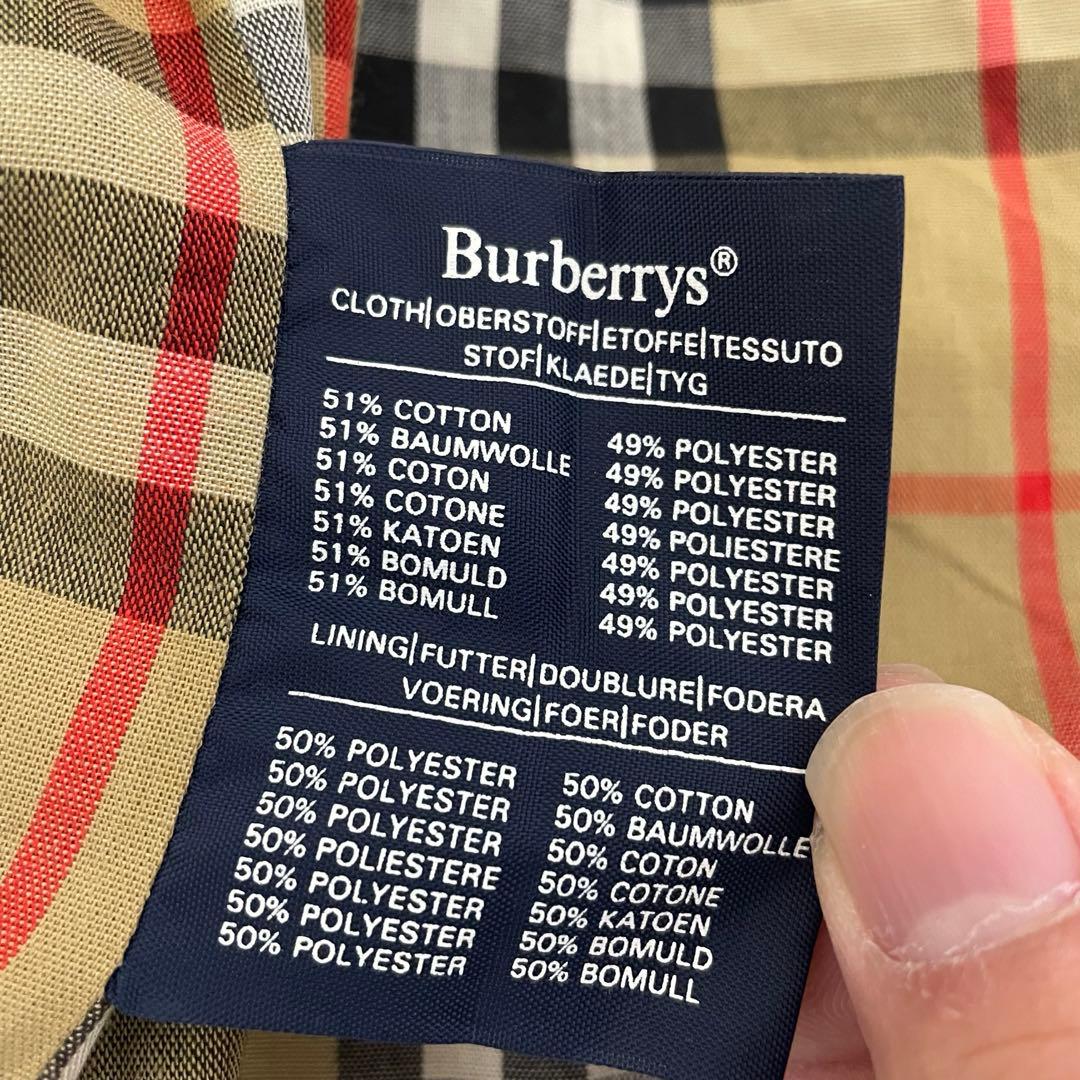 Burberrys®
CLOTH|OBERSTOFF|ETOFFE|TESSUTO
STOF|KLAEDE|TYG
51% COTTON
51% BAUMWOLLE
51% COTON
51% COTONE
51% KATOEN
51% BOMULD
51% BOMULL
49% POLYESTER
49% POLYESTER
49% POLYESTER
49% POLIESTERE
49% POLYESTER
49% POLYESTER
49% POLYESTER
LINING|FUTTER|DOUBLURE|FODERA
VOERING|FOER|FODER
50% POLYESTER
50% POLYESTER
50% POLYESTER
50% POLIESTERE
50% POLYESTER
50% POLYESTER
50% POLYESTER
50% COTTON
50% BAUMWOLLE
50% COTON
50% COTONE
50% KATOEN
50% BOMULD
50% BOMULL